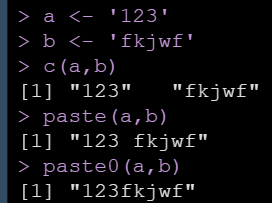 > a <- '123'
> b <- 'fkjwf'
> c(a,b)
[1] "123"   "fkjwf"
> paste(a,b)
[1] "123 fkjwf"
> paste0(a,b)
[1] "123fkjwf"